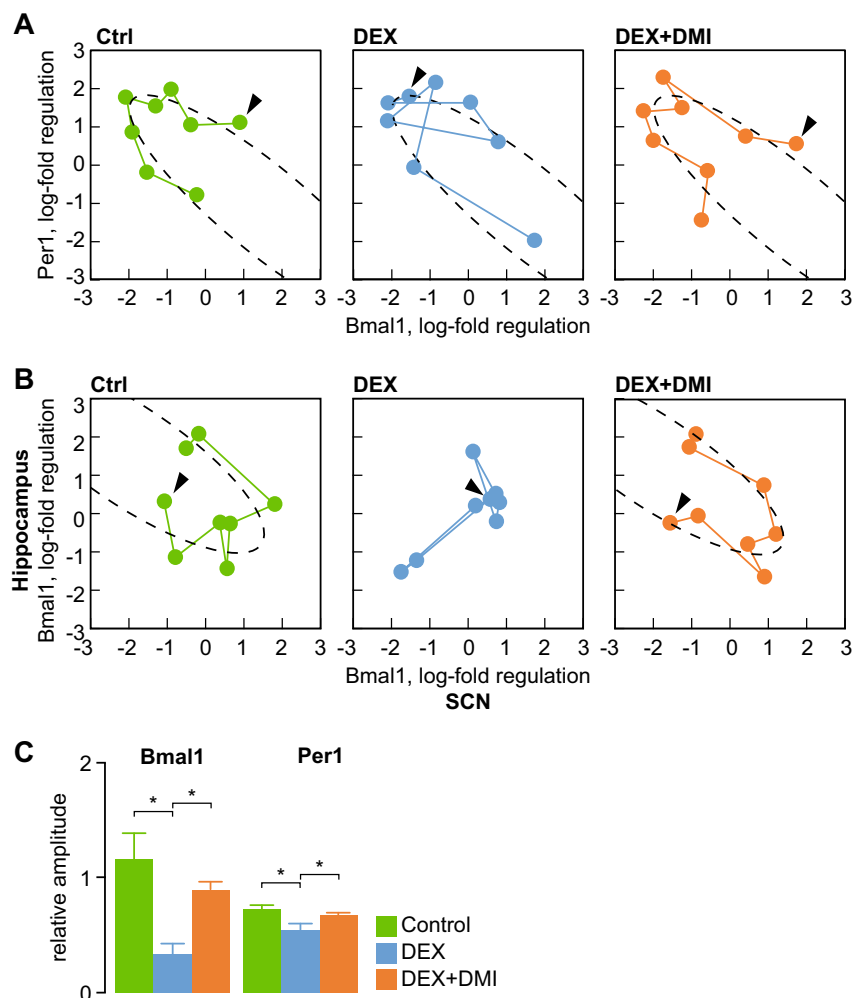 A
Ctrl
DEX
DEX+DMI
Per1, log-fold regulation
3
2
1
0
-1
-2
-3
-3 -2 -1 0 1 2 3
-3 -2 -1 0 1 2 3
-3 -2 -1 0 1 2 3
Bmal1, log-fold regulation
B
Ctrl
DEX
DEX+DMI
Hippocampus
Bmal1, log-fold regulation
3
2
1
0
-1
-2
-3
-3 -2 -1 0 1 2 3
-3 -2 -1 0 1 2 3
-3 -2 -1 0 1 2 3
Bmal1, log-fold regulation
SCN
C
Bmal1
Per1
relative amplitude
2
1
0
* *
* *
Control
DEX
DEX+DMI